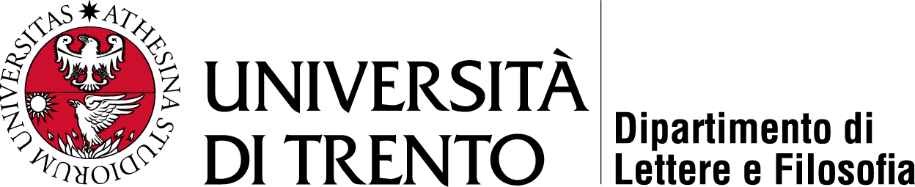 ATHESINA STUDIORUM UNIVERSITAS
UNIVERSITÀ
DI TRENTO
Dipartimento di
Lettere e Filosofia